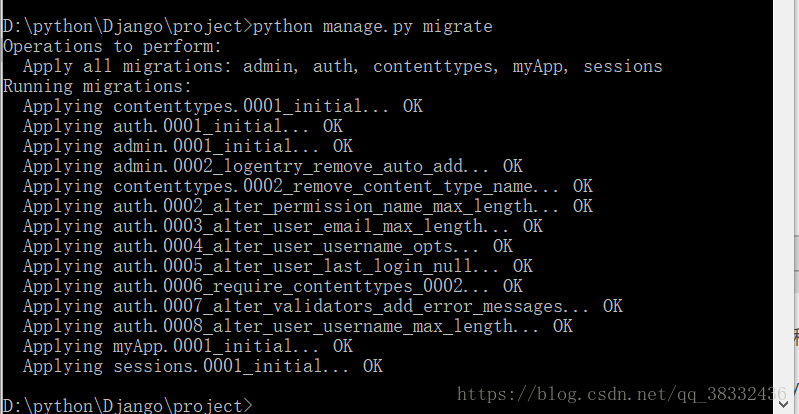 D:\python\Django\project>python manage.py migrate
Operations to perform:
  Apply all migrations: admin, auth, contenttypes, myApp, sessions
Running migrations:
  Applying contenttypes.0001_initial... OK
  Applying auth.0001_initial... OK
  Applying admin.0001_initial... OK
  Applying admin.0002_logentry_remove_auto_add... OK
  Applying contenttypes.0002_remove_content_type_name... OK
  Applying auth.0002_alter_permission_name_max_length... OK
  Applying auth.0003_alter_user_email_max_length... OK
  Applying auth.0004_alter_user_username_opts... OK
  Applying auth.0005_alter_user_last_login_null... OK
  Applying auth.0006_require_contenttypes_0002... OK
  Applying auth.0007_alter_validators_add_error_messages... OK
  Applying auth.0008_alter_user_username_max_length... OK
  Applying myApp.0001_initial... OK
  Applying sessions.0001_initial... OK
https://blog.csdn.net/qq_38332436
D:\python\Django\project>